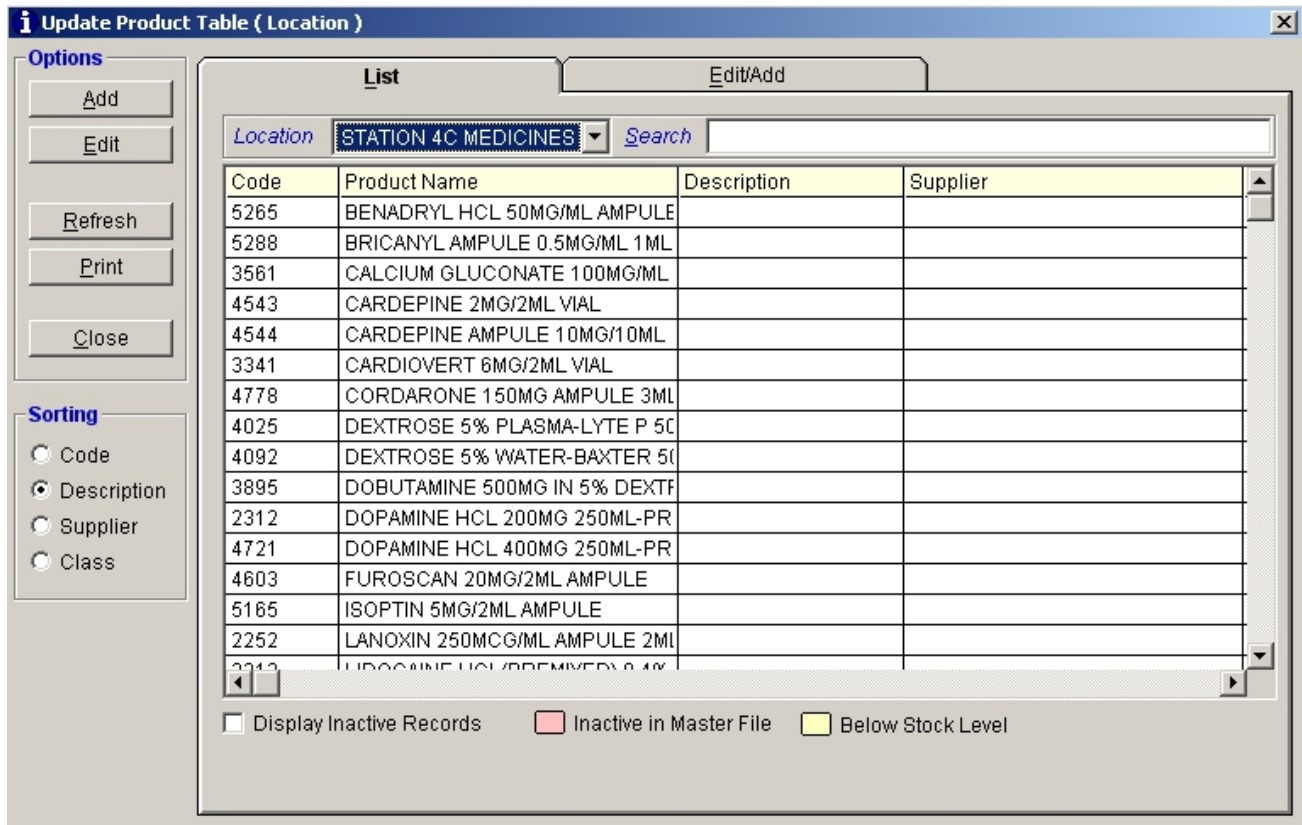 Update Product Table ( Location )
Options
Add
Edit
Refresh
Print
Close
Sorting
Code
Description
Supplier
Class
List Edit/Add
Location STATION 4C MEDICINES Search
Code Product Name Description Supplier
5265 BENADRYL HCL 50MG/ML AMPULE
5288 BRICANYL AMPULE 0.5MG/ML 1ML
3561 CALCIUM GLUCONATE 100MG/ML
4543 CARDEPINE 2MG/2ML VIAL
4544 CARDEPINE AMPULE 10MG/10ML
3341 CARDIOVERT 6MG/2ML VIAL
4778 CORDARONE 150MG AMPULE 3ML
4025 DEXTROSE 5% PLASMA-LYTE P
4092 DEXTROSE 5% WATER-BAXTER
3895 DOBUTAMINE 500MG IN 5%
2312 DOPAMINE HCL 200MG 250ML-PR
4721 DOPAMINE HCL 400MG 250ML-PR
4603 FUROSCAN 20MG/2ML AMPULE
5165 ISOPTIN 5MG/2ML AMPULE
2252 LANOXIN 250MCG/ML AMPULE 2ML
Display Inactive Records Inactive in Master File Below Stock Level